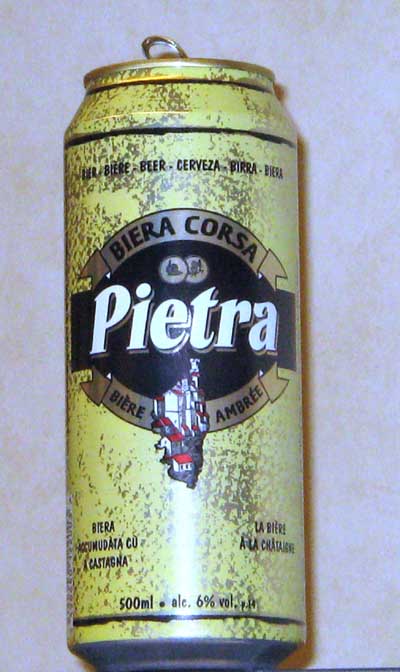 BIER - BIÈRE - BEER - CERVEZA - BIRRA - BIERA
BIERA CORSA
Pietra
BIÈRE AMBRÉE
BIERA
ACCUMUDÀTA CÙ
A CASTAGNA
LA BIÈRE
À LA CHÂTAIGNE
500ml • alc. 6% vol.